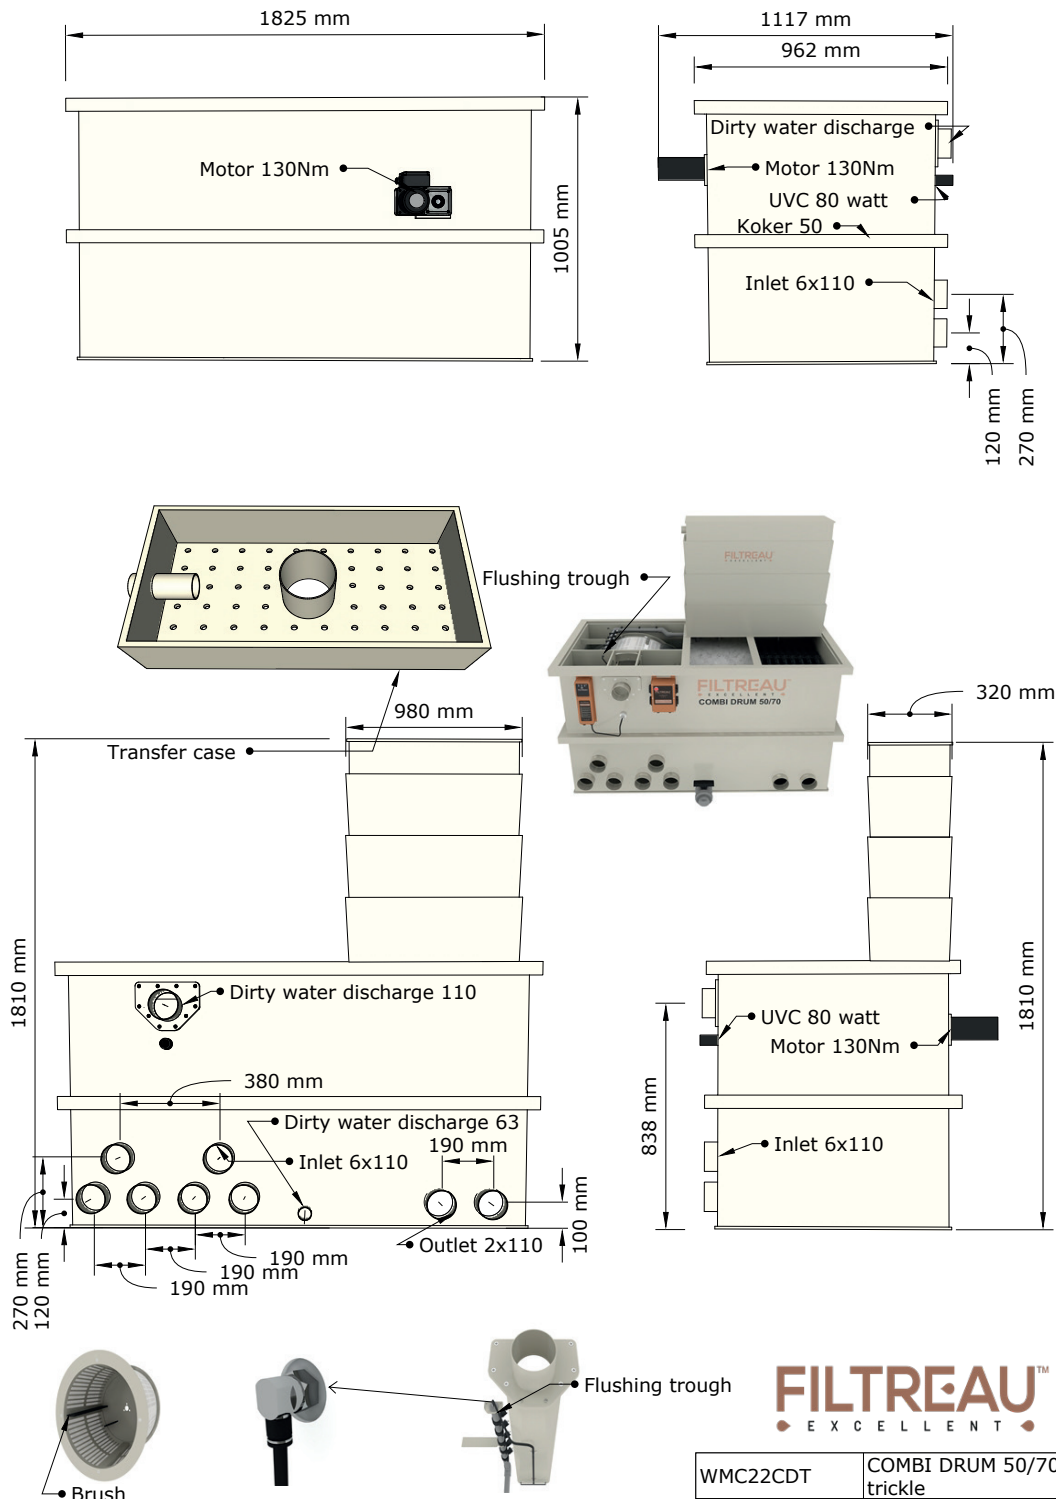 1825 mm
1117 mm
962 mm
Motor 130Nm
1005 mm
Dirty water discharge
Motor 130Nm
UVC 80 watt
Koker 50
Inlet 6x110
120 mm
270 mm
Flushing trough
FILTREAU
EXCELLENT
FILTREAU™
EXCELLENT
COMBI DRUM 50/70
Transfer case
980 mm
320 mm
1810 mm
Dirty water discharge 110
380 mm
Dirty water discharge 63
190 mm
Inlet 6x110
100 mm
Outlet 2x110
190 mm
190 mm
190 mm
270 mm
120 mm
UVC 80 watt
Motor 130Nm
838 mm
1810 mm
Inlet 6x110
Brush
Flushing trough
FILTREAU™
EXCELLENT
WMC22CDT
COMBI DRUM 50/70
trickle